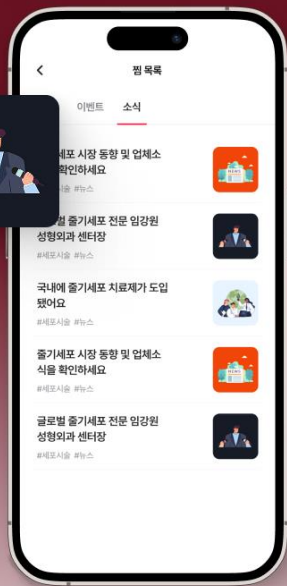 찜 목록
이벤트 소식
세포 시장 동향 및 업체소
확인하세요
#뉴스
줄기세포 전문 임강원
성형외과 센터장
#세포시술 #뉴스
국내에 줄기세포 치료제가 도입
됐어요
#세포시술 #뉴스
줄기세포 시장 동향 및 업체소
식을 확인하세요
#세포시술 #뉴스
글로벌 줄기세포 전문 임강원
성형외과 센터장
#세포시술 #뉴스
NEWS
NEWS